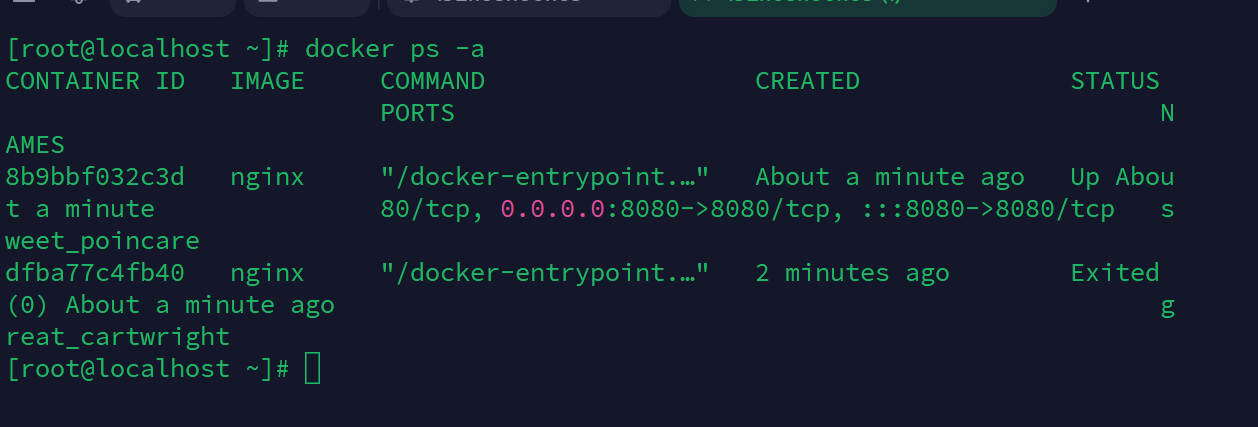 [root@localhost ~]# docker ps -a
CONTAINER ID   IMAGE     COMMAND                  CREATED              STATUS
                         PORTS                                               N
AMES
8b9bbf032c3d   nginx     "/docker-entrypoint.…"   About a minute ago   Up Abou
t a minute               80/tcp, 0.0.0.0:8080->8080/tcp, :::8080->8080/tcp   s
weet_poincare
dfba77c4fb40   nginx     "/docker-entrypoint.…"   2 minutes ago        Exited
(0) About a minute ago                                                       g
reat_cartwright
[root@localhost ~]#